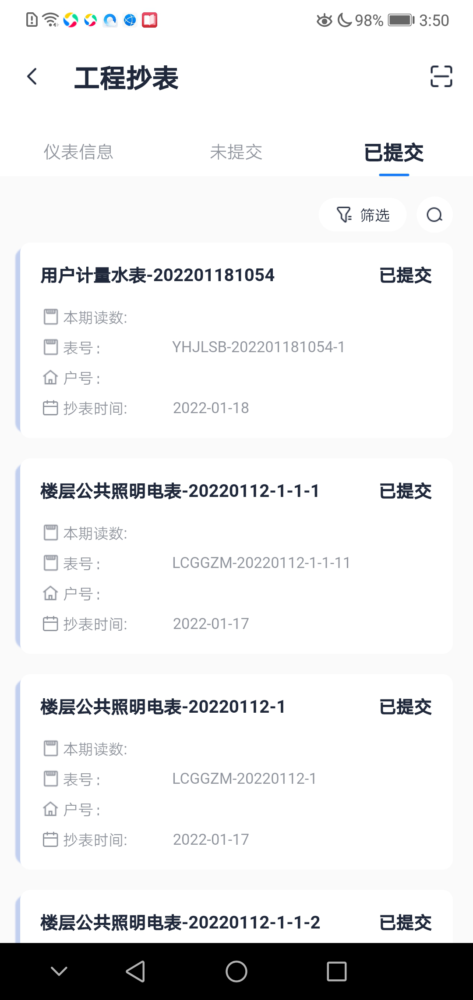 98% 3:50
工程抄表
仪表信息 未提交 已提交
筛选
用户计量水表-202201181054 已提交
本期读数:
表号:  YHJLSB-202201181054-1
户号:
抄表时间: 2022-01-18
楼层公共照明电表-20220112-1-1-1 已提交
本期读数:
表号: LCGGZM-20220112-1-1-11
户号:
抄表时间: 2022-01-17
楼层公共照明电表-20220112-1 已提交
本期读数:
表号: LCGGZM-20220112-1
户号:
抄表时间: 2022-01-17
楼层公共照明电表-20220112-1-1-2 已提交